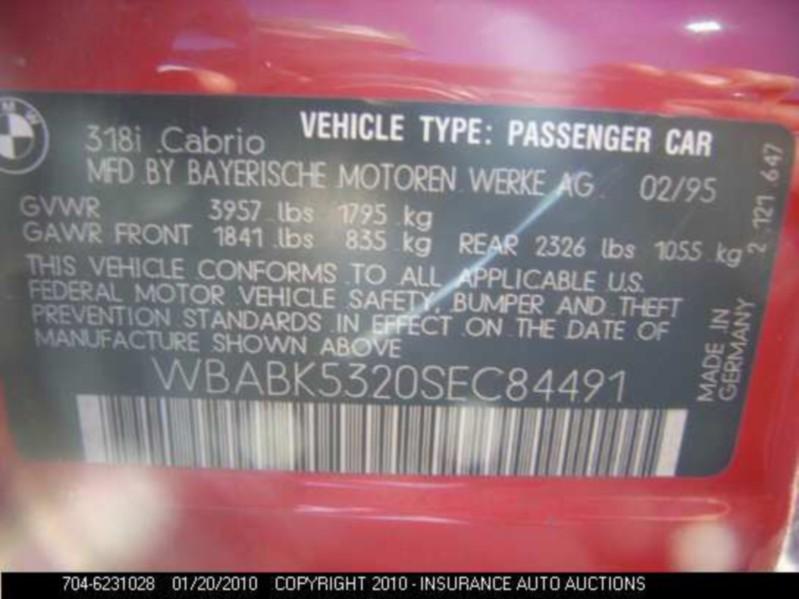 BMW
318i Cabrio VEHICLE TYPE: PASSENGER CAR
MFD BY BAYERISCHE MOTOREN WERKE AG 02/95
GVWR 3957 lbs 1795 kg
GAWR FRONT 1841 lbs 835 kg REAR 2326 lbs 1055 kg
THIS VEHICLE CONFORMS TO ALL APPLICABLE U.S.
FEDERAL MOTOR VEHICLE SAFETY, BUMPER AND THEFT
PREVENTION STANDARDS IN EFFECT ON THE DATE OF
MANUFACTURE SHOWN ABOVE
WBABK5320SEC84491
MADE IN
GERMANY
2 121 647
704-6231028 01/20/2010 COPYRIGHT 2010 - INSURANCE AUTO AUCTIONS